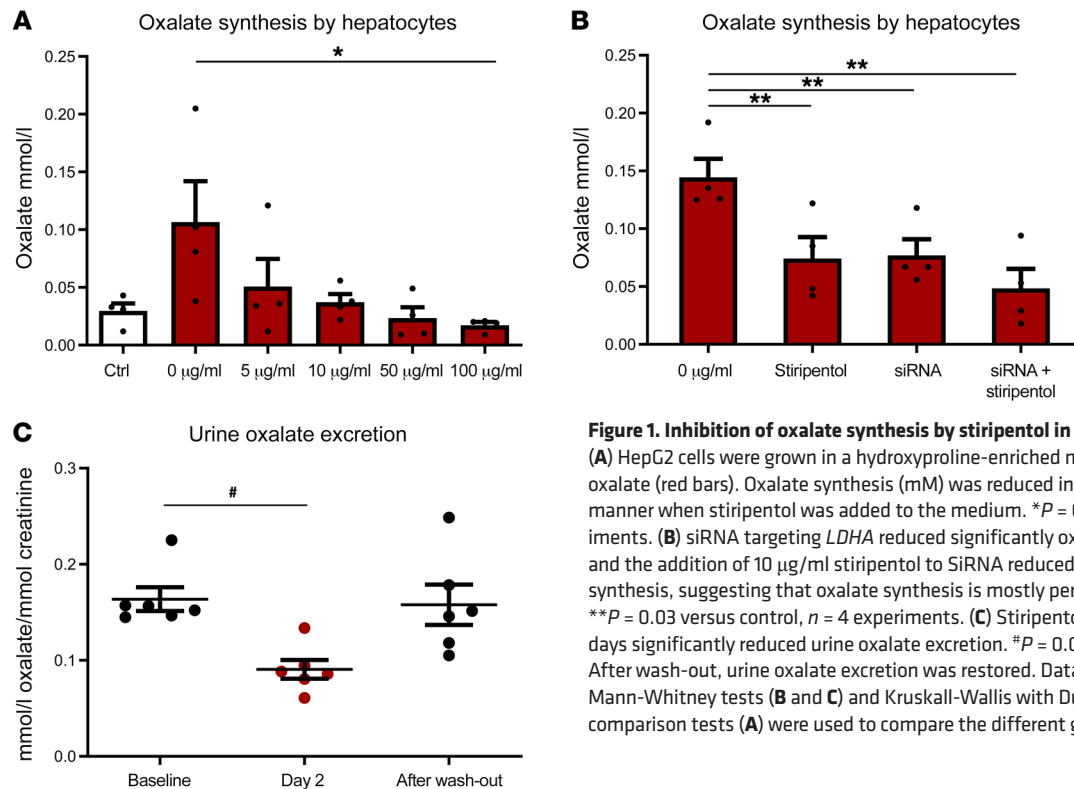 A
Oxalate synthesis by hepatocytes
Oxalate mmol/l
0.25
0.20
0.15
0.10
0.05
0.00
*
Ctrl 0 µg/ml 5 µg/ml 10 µg/ml 50 µg/ml 100 µg/ml
B
Oxalate synthesis by hepatocytes
Oxalate mmol/l
0.25
0.20
0.15
0.10
0.05
0.00
**
**
**
0 µg/ml Stiripentol siRNA siRNA +
stiripentol
C
Urine oxalate excretion
mmol/l oxalate/mmol creatinine
0.3
0.2
0.1
0.0
#
Baseline Day 2 After wash-out
Figure 1. Inhibition of oxalate synthesis by stiripentol in
(A) HepG2 cells were grown in a hydroxyproline-enriched
oxalate (red bars). Oxalate synthesis (mM) was reduced in
manner when stiripentol was added to the medium. *P = 
iments. (B) siRNA targeting LDHA reduced significantly
and the addition of 10 µg/ml stiripentol to SiRNA reduced
synthesis, suggesting that oxalate synthesis is mostly
**P = 0.03 versus control, n = 4 experiments. (C)
days significantly reduced urine oxalate excretion. #P =
After wash-out, urine oxalate excretion was restored. Data
Mann-Whitney tests (B and C) and Kruskall-Wallis with
comparison tests (A) were used to compare the different